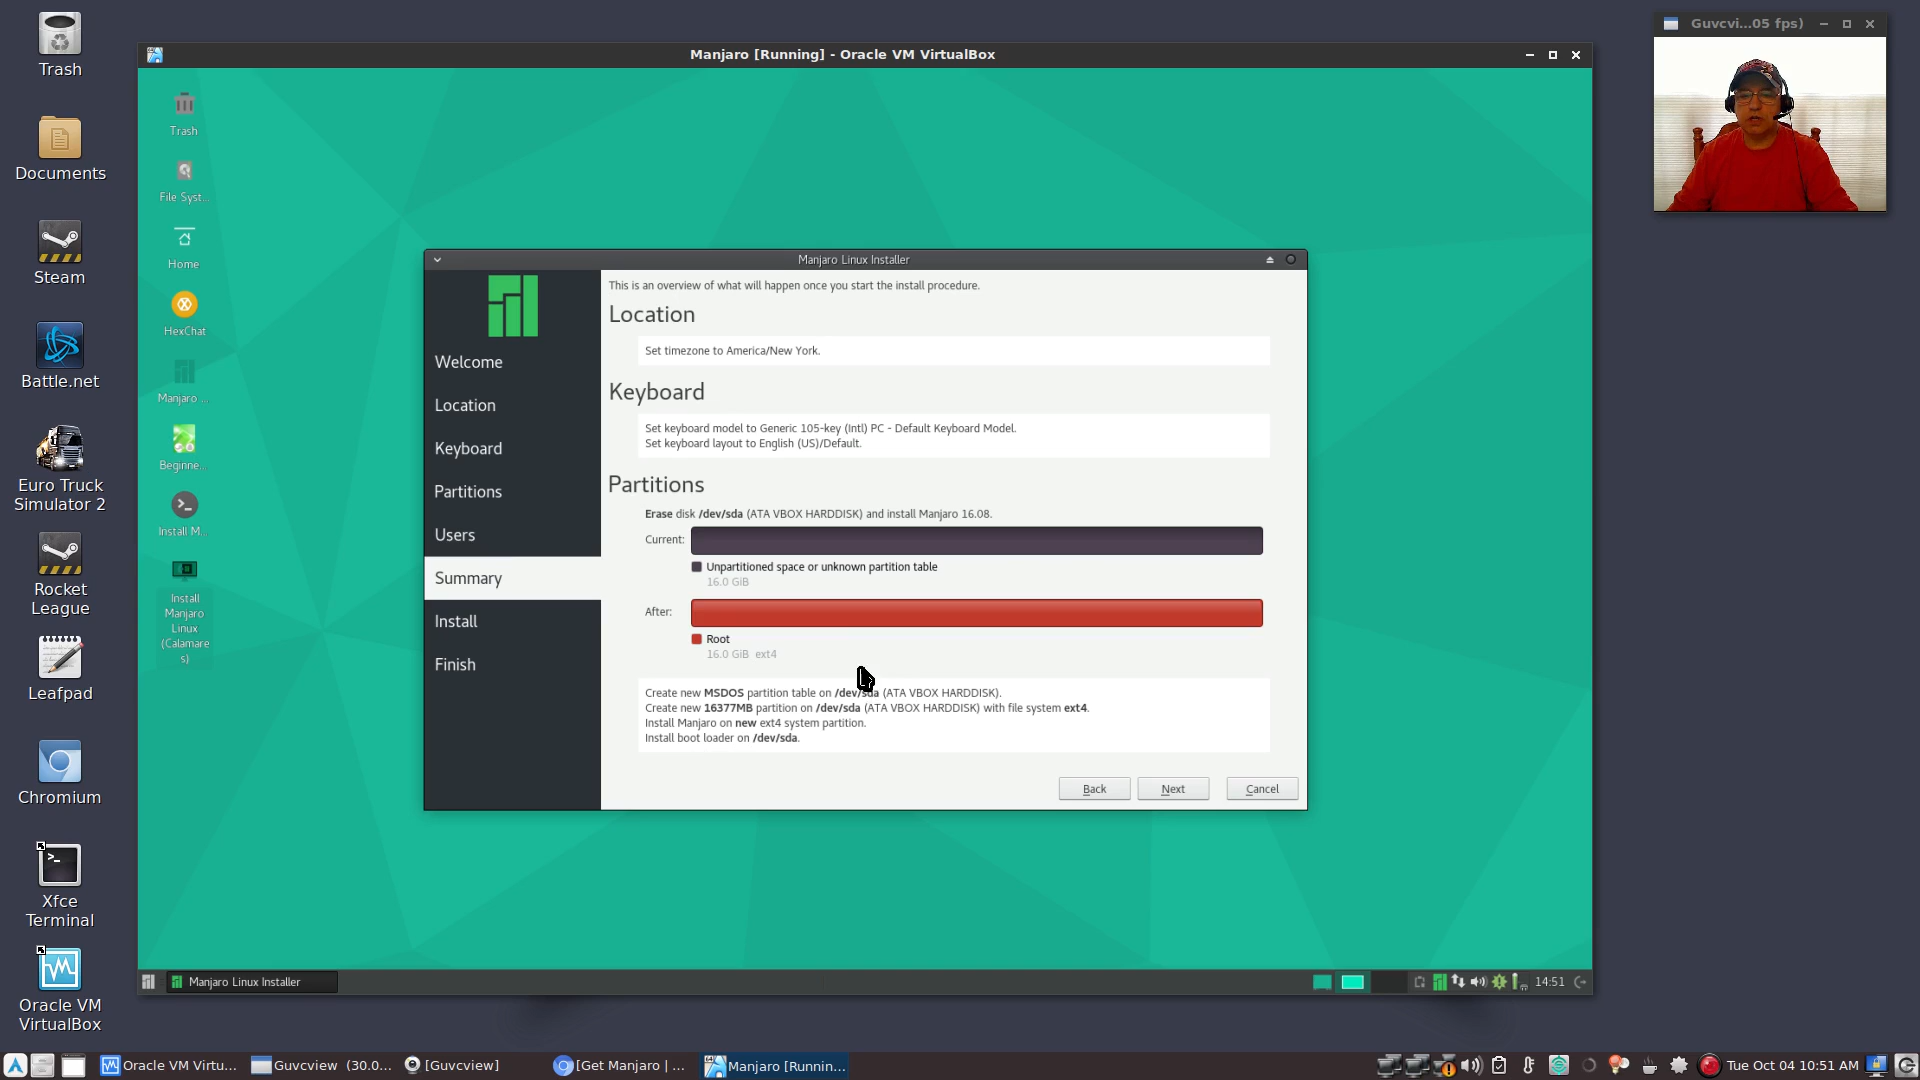 Trash
Documents
Steam
Battle.net
Euro Truck
Simulator 2
Rocket
League
Leafpad
Chromium
Xfce
Terminal
Oracle VM
VirtualBox
Manjaro [Running] - Oracle VM VirtualBox
Trash
File Syst...
Home
HexChat
Manjaro ...
Beginne...
Install M...
Install
Manjaro
Linux
(Calamare
s)
Manjaro Linux Installer
Welcome
Location
Keyboard
Partitions
Users
Summary
Install
Finish
This is an overview of what will happen once you start the install procedure.
Location
Set timezone to America/New York.
Keyboard
Set keyboard model to Generic 105-key (Intl) PC - Default Keyboard Model.
Set keyboard layout to English (US)/Default.
Partitions
Erase disk /dev/sda (ATA VBOX HARDDISK) and install Manjaro 16.08.
Current:
Unpartitioned space or unknown partition table
16.0 GiB
After:
Root
16.0 GiB ext4
Create new MSDOS partition table on /dev/sda (ATA VBOX HARDDISK).
Create new 16377MB partition on /dev/sda (ATA VBOX HARDDISK) with file system ext4.
Install Manjaro on new ext4 system partition.
Install boot loader on /dev/sda.
Back
Next
Cancel
Manjaro Linux Installer
14:51
Guvcvi...05 fps)
Oracle VM Virtu...
Guvcview (30.0...
[Guvcview]
[Get Manjaro | ...
Manjaro [Runnin...
Tue Oct 04 10:51 AM